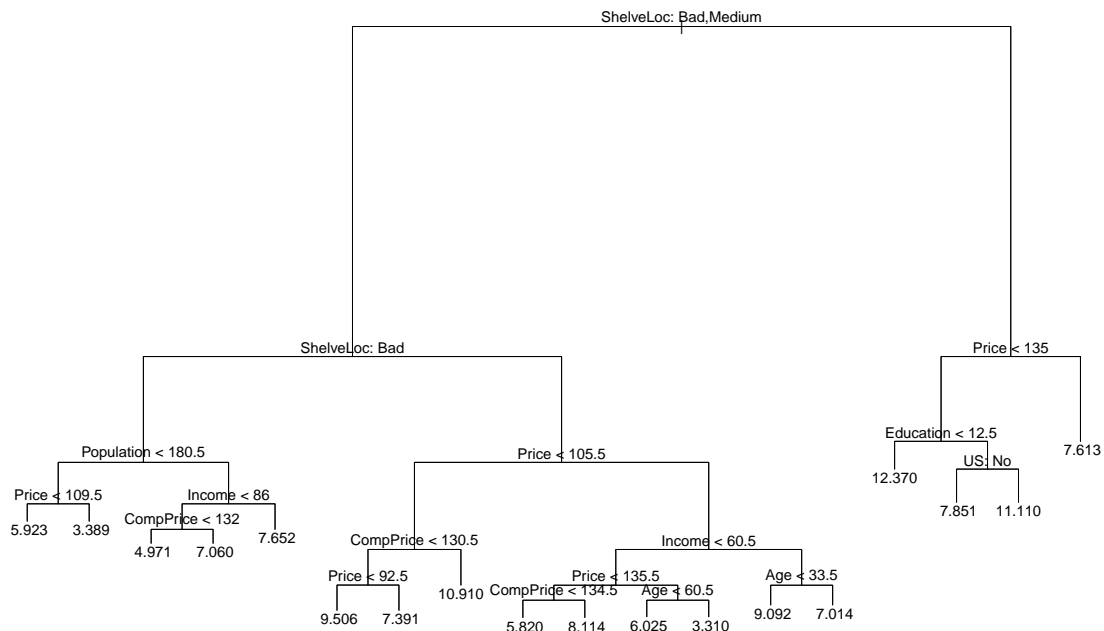 ShelveLoc: Bad,Medium
ShelveLoc: Bad
Price < 135
Population < 180.5
Price < 105.5
Education < 12.5
7.613
US: No
12.370
Price < 109.5
Income < 86
5.923
3.389
CompPrice < 132
7.652
7.851
11.110
4.971
7.060
CompPrice < 130.5
Income < 60.5
Price < 92.5
10.910
Price < 135.5
Age < 33.5
CompPrice < 134.5
Age < 60.5
9.506
7.391
9.092
7.014
5.820
8.114
6.025
3.310